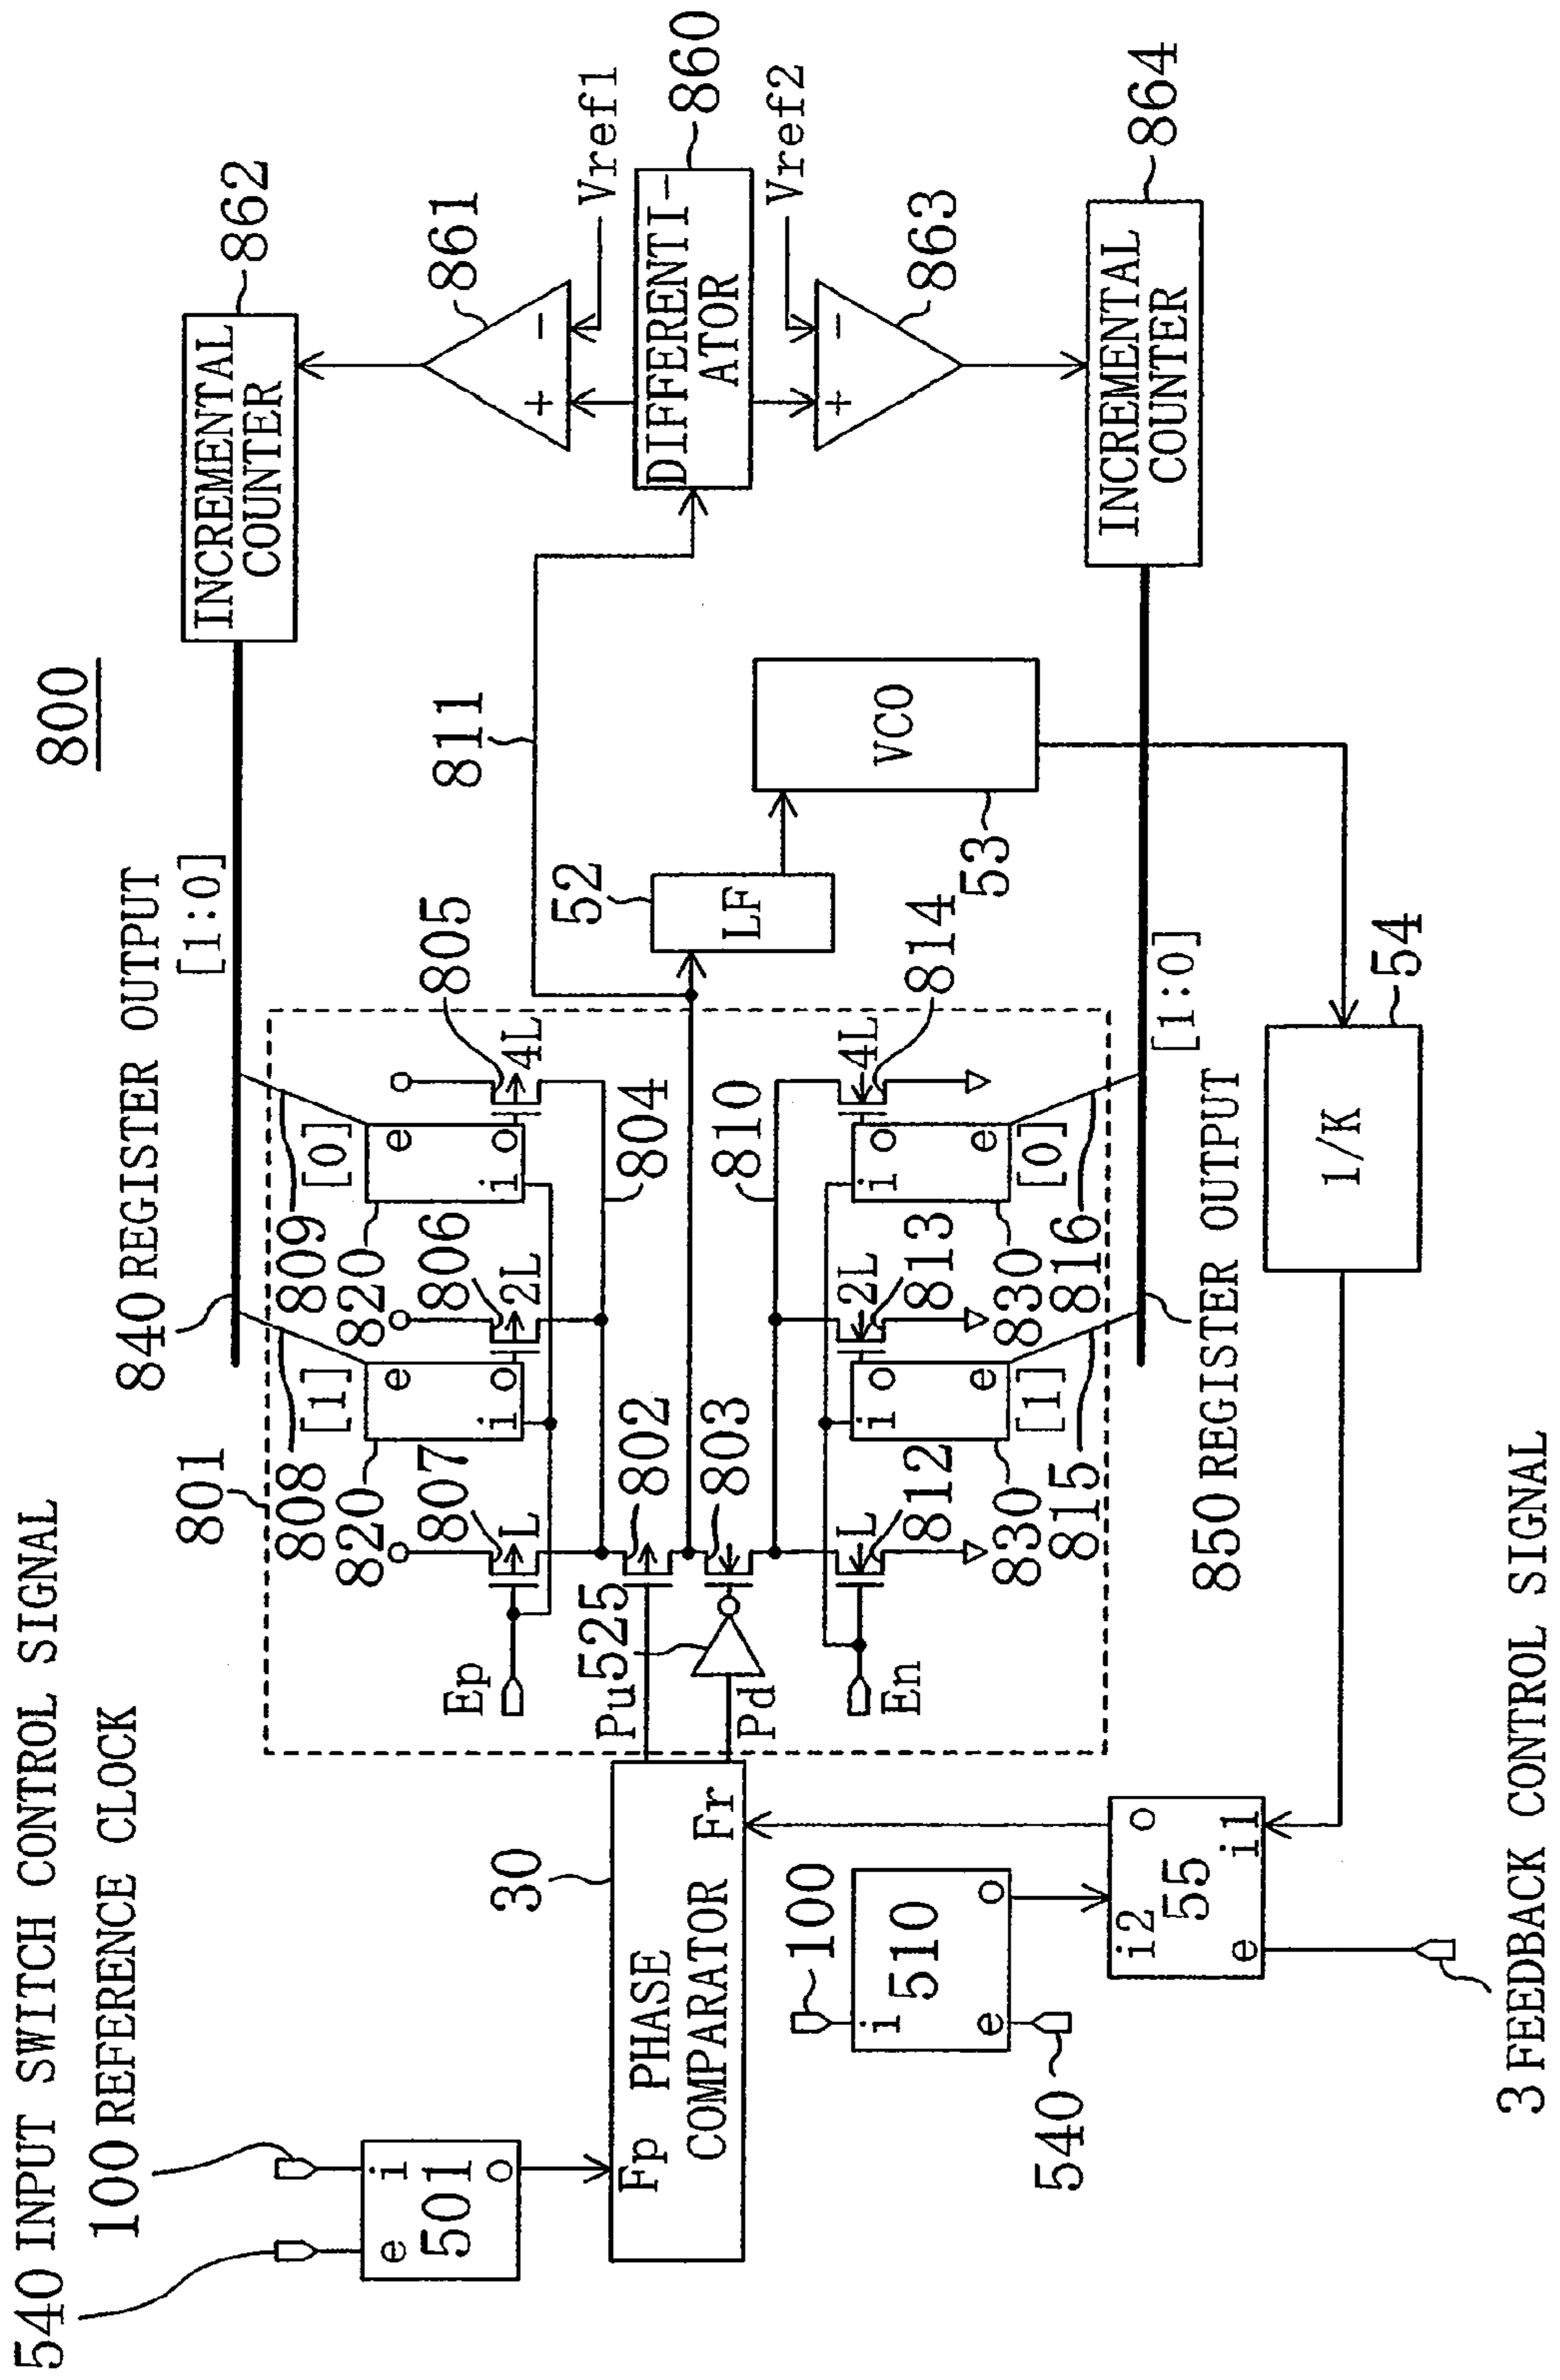 800
540 INPUT SWITCH CONTROL SIGNAL
100 REFERENCE CLOCK
840 REGISTER OUTPUT
[1:0]
INCREMENTAL
COUNTER
862
861
+
−
Vref1
DIFFERENTI-
ATOR
860
Vref2
+
−
863
INCREMENTAL
COUNTER
864
801
808
809
820
[1]
e
i
o
820
[0]
e
i
o
807
L
806
2L
805
4L
804
Ep
Pu
525
802
Pd
803
810
811
52
LF
VCO
53
En
L
812
2L
813
4L
814
i
o
e
[1]
830
i
o
e
[0]
830
815
816
[1:0]
850 REGISTER OUTPUT
e
i
501
o
30
Fp
PHASE
COMPARATOR
Fr
100
i
510
e
o
540
i2
o
55
e
i1
1/K
54
3 FEEDBACK CONTROL SIGNAL